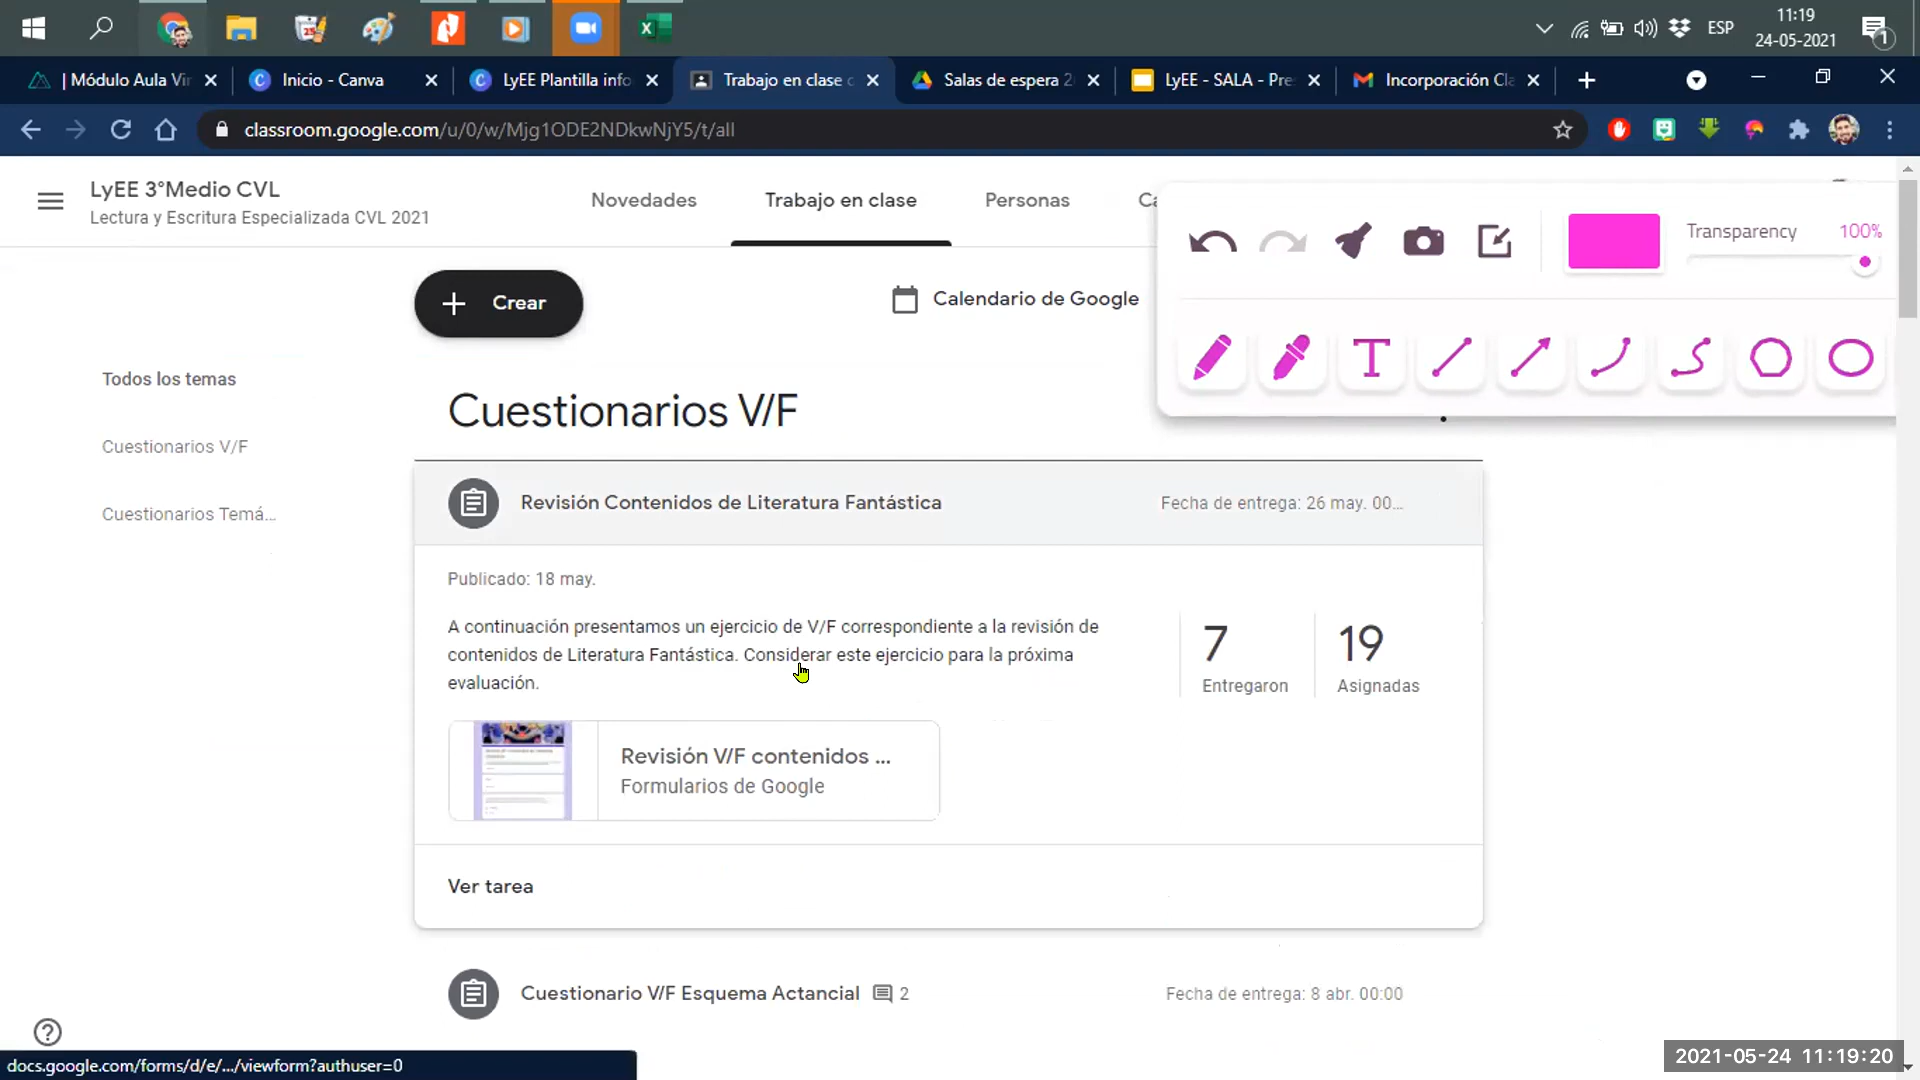 ESP
11:19
24-05-2021
1
| Módulo Aula Vir
Inicio - Canva
LyEE Plantilla info
Trabajo en clase c
Salas de espera 2
LyEE - SALA - Pre
Incorporación Cla
classroom.google.com/u/0/w/Mjg1ODE2NDkwNjY5/t/all
LyEE 3°Medio CVL
Lectura y Escritura Especializada CVL 2021
Novedades
Trabajo en clase
Personas
Ca
Transparency
100%
Crear
Calendario de Google
Todos los temas
Cuestionarios V/F
Cuestionarios Temá...
Cuestionarios V/F
Revisión Contenidos de Literatura Fantástica
Fecha de entrega: 26 may. 00...
Publicado: 18 may.
A continuación presentamos un ejercicio de V/F correspondiente a la revisión de
contenidos de Literatura Fantástica. Considerar este ejercicio para la próxima
evaluación.
7
Entregaron
19
Asignadas
Revisión V/F contenidos ...
Formularios de Google
Ver tarea
Cuestionario V/F Esquema Actancial
2
Fecha de entrega: 8 abr. 00:00
docs.google.com/forms/d/e/.../viewform?authuser=0
2021-05-24 11:19:20